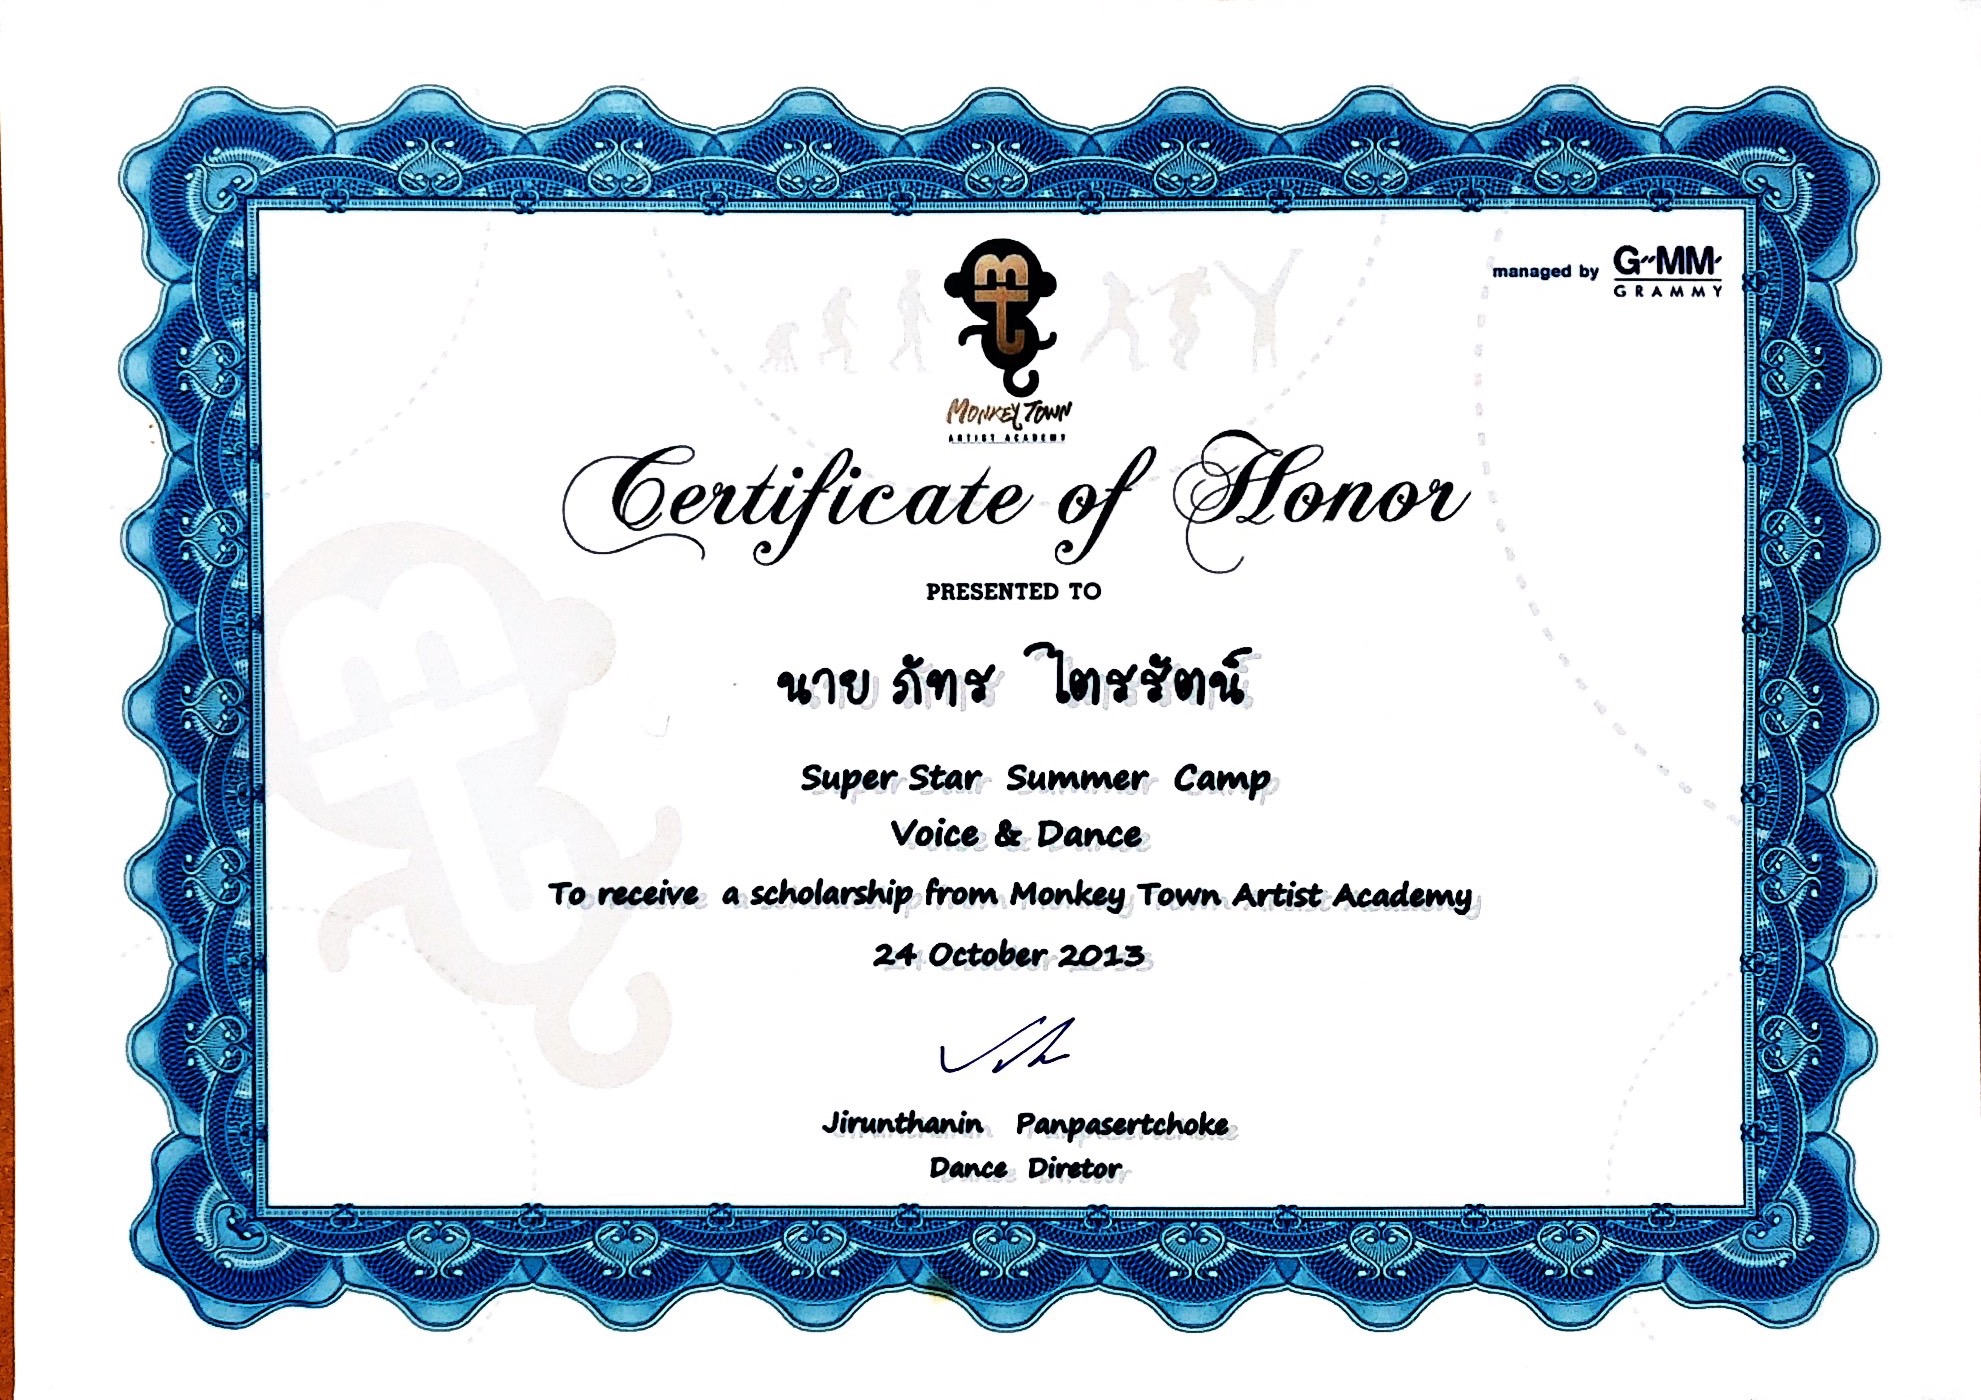 mt
managed by GMM
GRAMMY
MONKEY TOWN
ARTIST ACADEMY
Certificate of Honor
PRESENTED TO
นาย ภัทร ไตรรัตน์
Super Star Summer Camp
Voice & Dance
To receive a scholarship from Monkey Town Artist Academy
24 October 2013
Jirunthanin Panpasertchoke
Dance Diretor